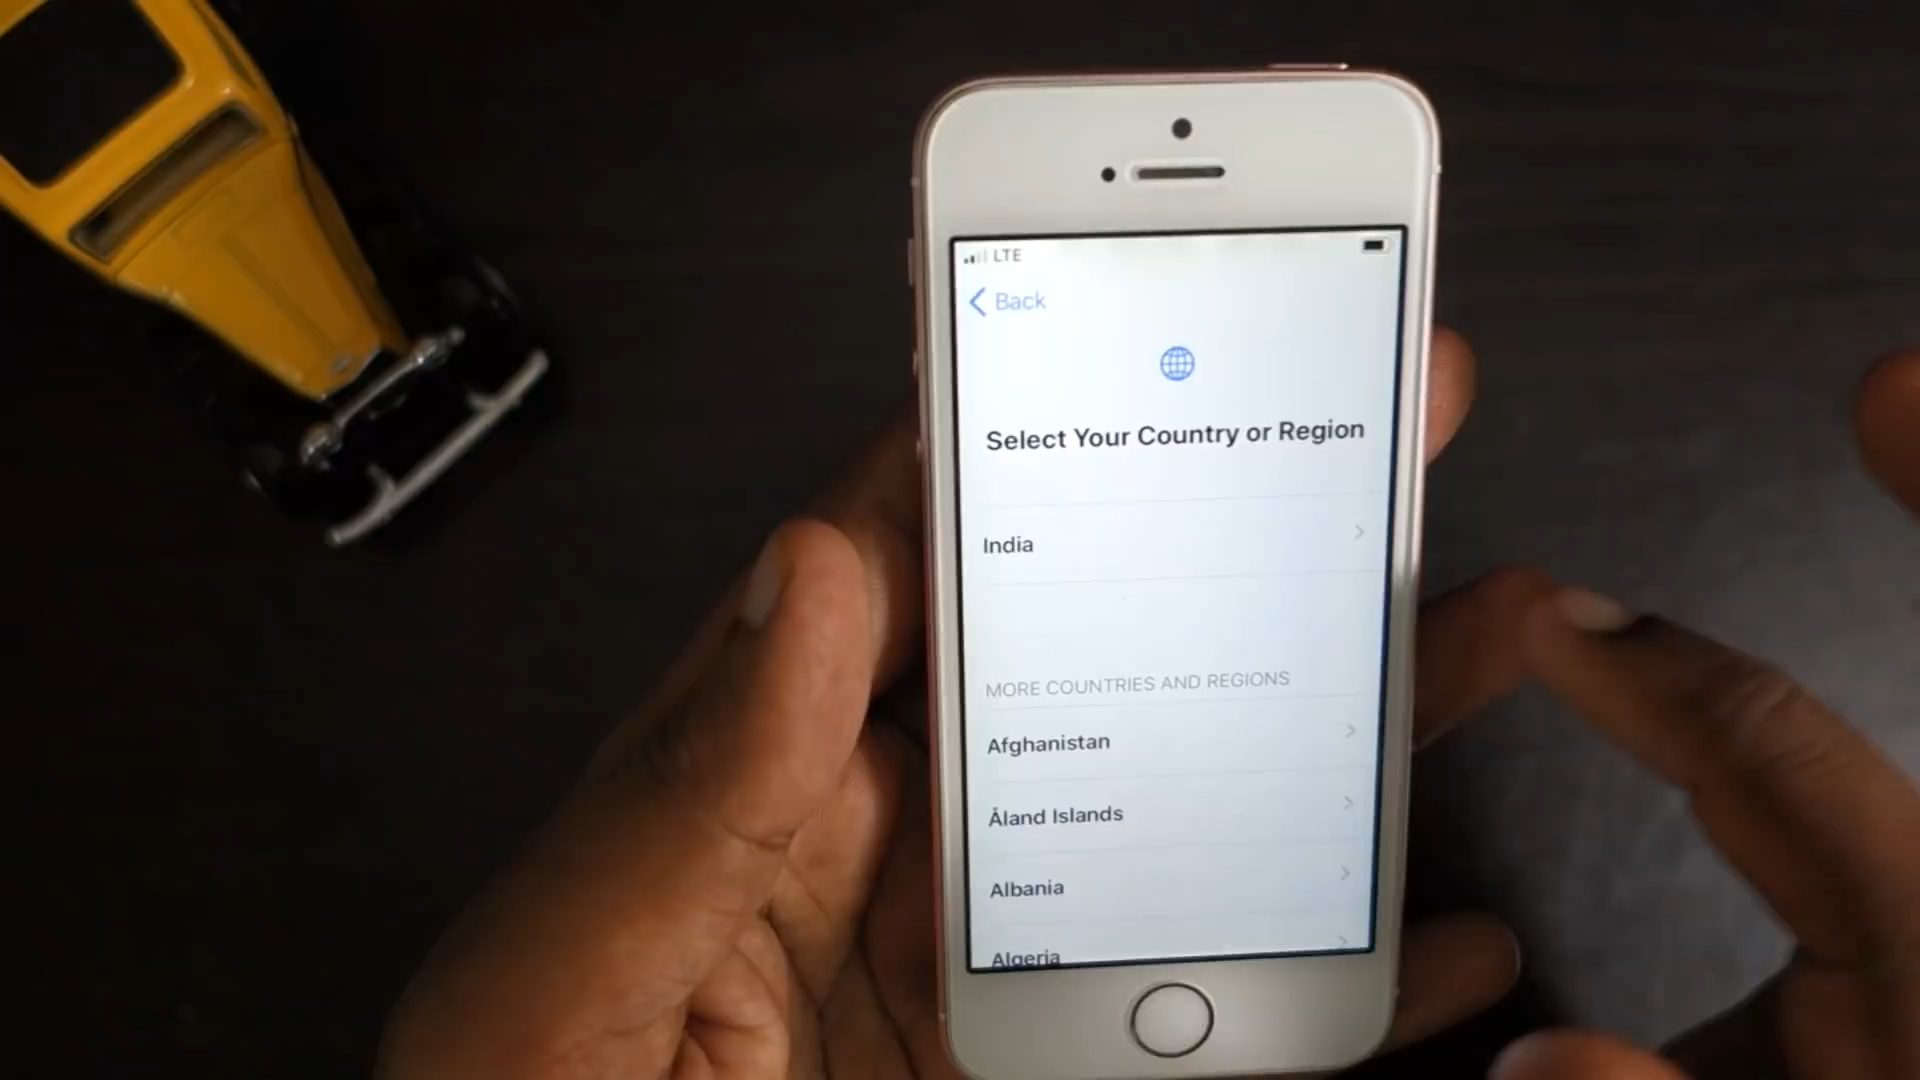 LTE
Back
Select Your Country or Region
India
MORE COUNTRIES AND REGIONS
Afghanistan
Åland Islands
Albania
Algeria